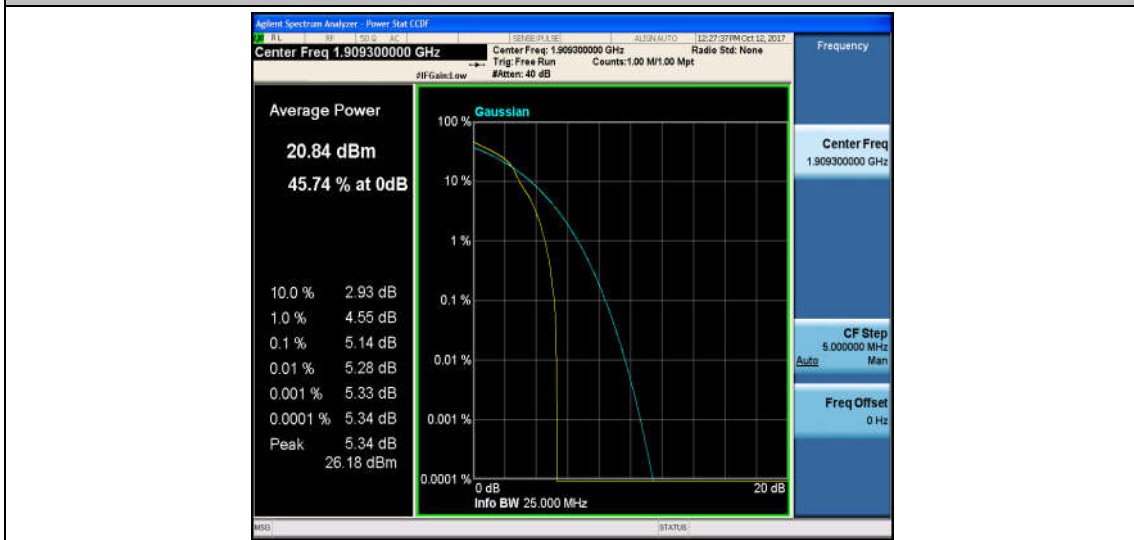 Agilent Spectrum Analyzer - Power Stat CCDF
RL RF 50 Ω AC SENSE:PULSE ALIGN AUTO 12:27:37 PM Oct 12, 2017
Center Freq 1.909300000 GHz
Center Freq: 1.909300000 GHz Radio Std: None
Trig: Free Run Counts:1.00 M/1.00 Mpt
#IFGain:Low #Atten: 40 dB
Frequency
Average Power
20.84 dBm
45.74 % at 0dB
10.0 % 2.93 dB
1.0 % 4.55 dB
0.1 % 5.14 dB
0.01 % 5.28 dB
0.001 % 5.33 dB
0.0001 % 5.34 dB
Peak 5.34 dB
26.18 dBm
Gaussian
100 %
10 %
1 %
0.1 %
0.01 %
0.001 %
0.0001 %
0 dB 20 dB
Info BW 25.000 MHz
Center Freq
1.909300000 GHz
CF Step
5.000000 MHz
Auto Man
Freq Offset
0 Hz
MSG STATUS